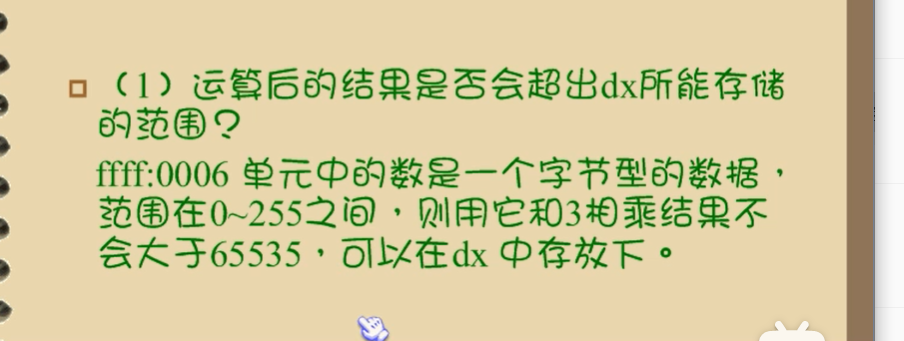 （1）运算后的结果是否会超出dx所能存储
的范围？
ffff:0006 单元中的数是一个字节型的数据，
范围在0~255之间，则用它和3相乘结果不
会大于65535，可以在dx 中存放下。